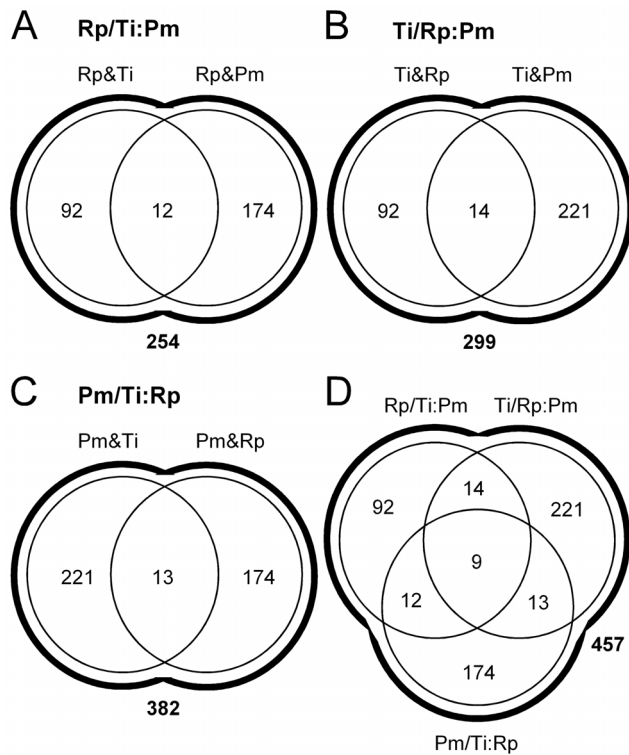 A Rp/Ti:Pm
Rp&Ti Rp&Pm
92 12 174
254
B Ti/Rp:Pm
Ti&Rp Ti&Pm
92 14 221
299
C Pm/Ti:Rp
Pm&Ti Pm&Rp
221 13 174
382
D
Rp/Ti:Pm Ti/Rp:Pm
14
92 221
9
12 13
457
174
Pm/Ti:Rp